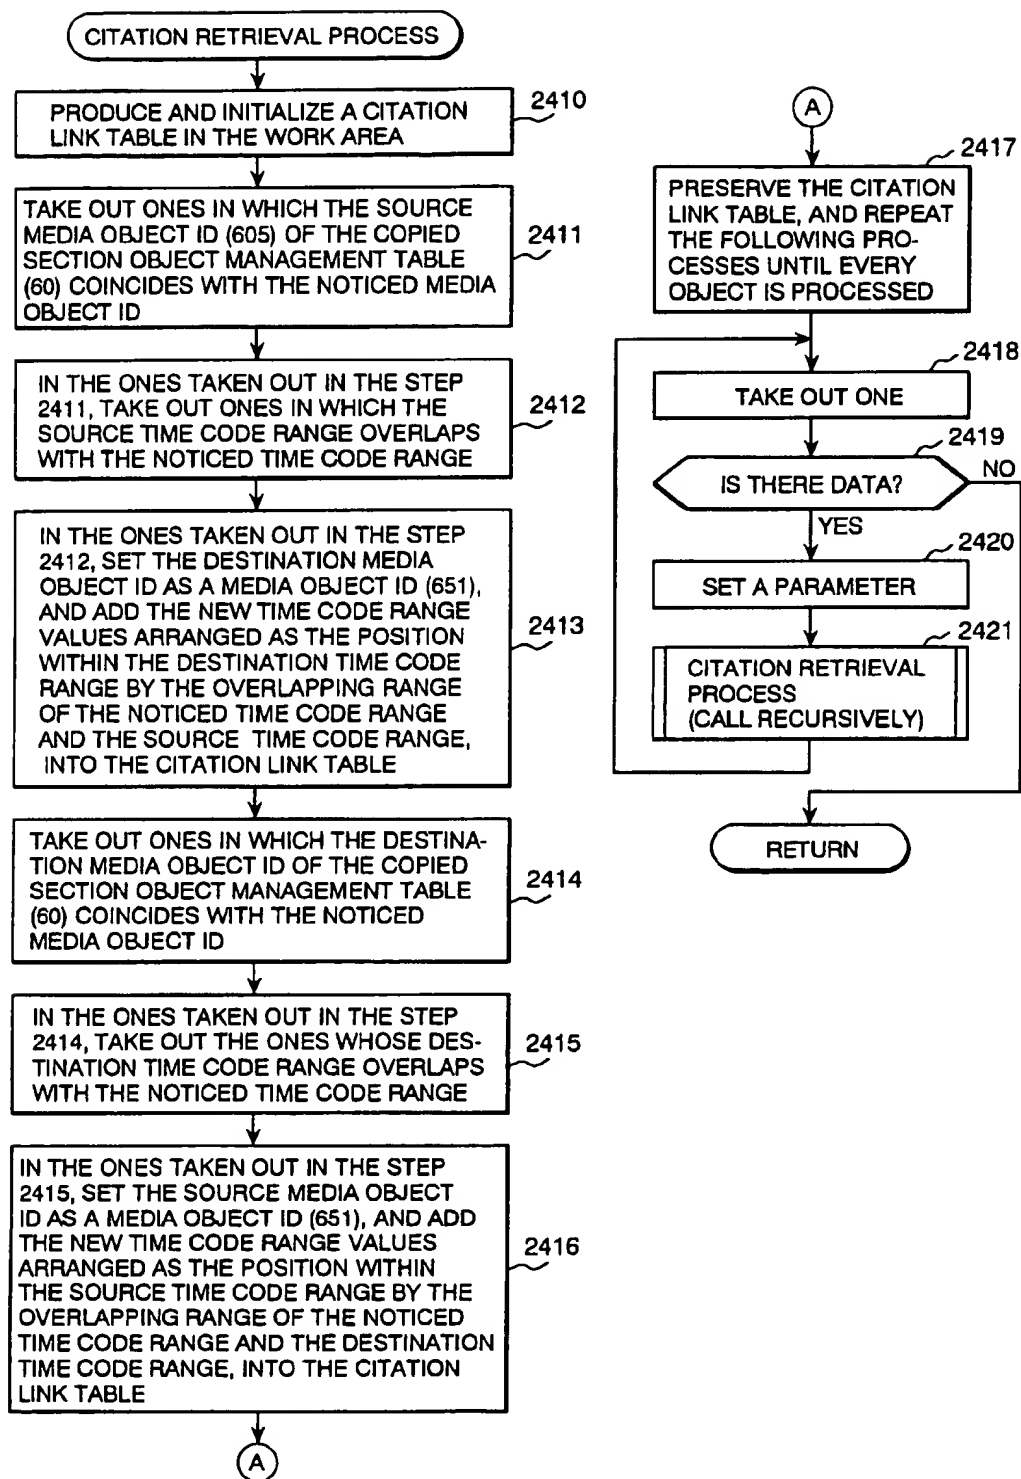 CITATION RETRIEVAL PROCESS
2410
PRODUCE AND INITIALIZE A CITATION
LINK TABLE IN THE WORK AREA
2411
TAKE OUT ONES IN WHICH THE SOURCE
MEDIA OBJECT ID (605) OF THE COPIED
SECTION OBJECT MANAGEMENT TABLE
(60) COINCIDES WITH THE NOTICED MEDIA
OBJECT ID
2412
IN THE ONES TAKEN OUT IN THE STEP
2411, TAKE OUT ONES IN WHICH THE
SOURCE TIME CODE RANGE OVERLAPS
WITH THE NOTICED TIME CODE RANGE
2413
IN THE ONES TAKEN OUT IN THE STEP
2412, SET THE DESTINATION MEDIA
OBJECT ID AS A MEDIA OBJECT ID (651),
AND ADD THE NEW TIME CODE RANGE
VALUES ARRANGED AS THE POSITION
WITHIN THE DESTINATION TIME CODE
RANGE BY THE OVERLAPPING RANGE
OF THE NOTICED TIME CODE RANGE
AND THE SOURCE TIME CODE RANGE,
INTO THE CITATION LINK TABLE
2414
TAKE OUT ONES IN WHICH THE DESTINA-
TION MEDIA OBJECT ID OF THE COPIED
SECTION OBJECT MANAGEMENT TABLE
(60) COINCIDES WITH THE NOTICED
MEDIA OBJECT ID
2415
IN THE ONES TAKEN OUT IN THE STEP
2414, TAKE OUT THE ONES WHOSE DES-
TINATION TIME CODE RANGE OVERLAPS
WITH THE NOTICED TIME CODE RANGE
2416
IN THE ONES TAKEN OUT IN THE STEP
2415, SET THE SOURCE MEDIA OBJECT
ID AS A MEDIA OBJECT ID (651), AND ADD
THE NEW TIME CODE RANGE VALUES
ARRANGED AS THE POSITION WITHIN
THE SOURCE TIME CODE RANGE BY THE
OVERLAPPING RANGE OF THE NOTICED
TIME CODE RANGE AND THE DESTINATION
TIME CODE RANGE, INTO THE CITATION
LINK TABLE
A
A
2417
PRESERVE THE CITATION
LINK TABLE, AND REPEAT
THE FOLLOWING PRO-
CESSES UNTIL EVERY
OBJECT IS PROCESSED
2418
TAKE OUT ONE
2419
IS THERE DATA?
NO
YES
2420
SET A PARAMETER
2421
CITATION RETRIEVAL
PROCESS
(CALL RECURSIVELY)
RETURN